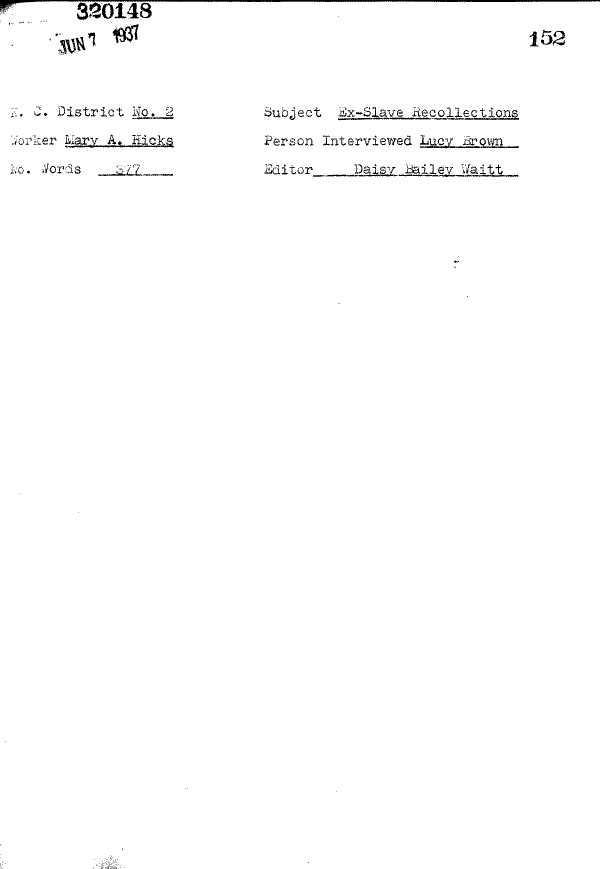 320148
JUN 7 1937
152
N. C. District No. 2 Subject Ex-Slave Recollections
Worker Mary A. Hicks Person Interviewed Lucy Brown
No. Words 377 Editor Daisy Bailey Waitt